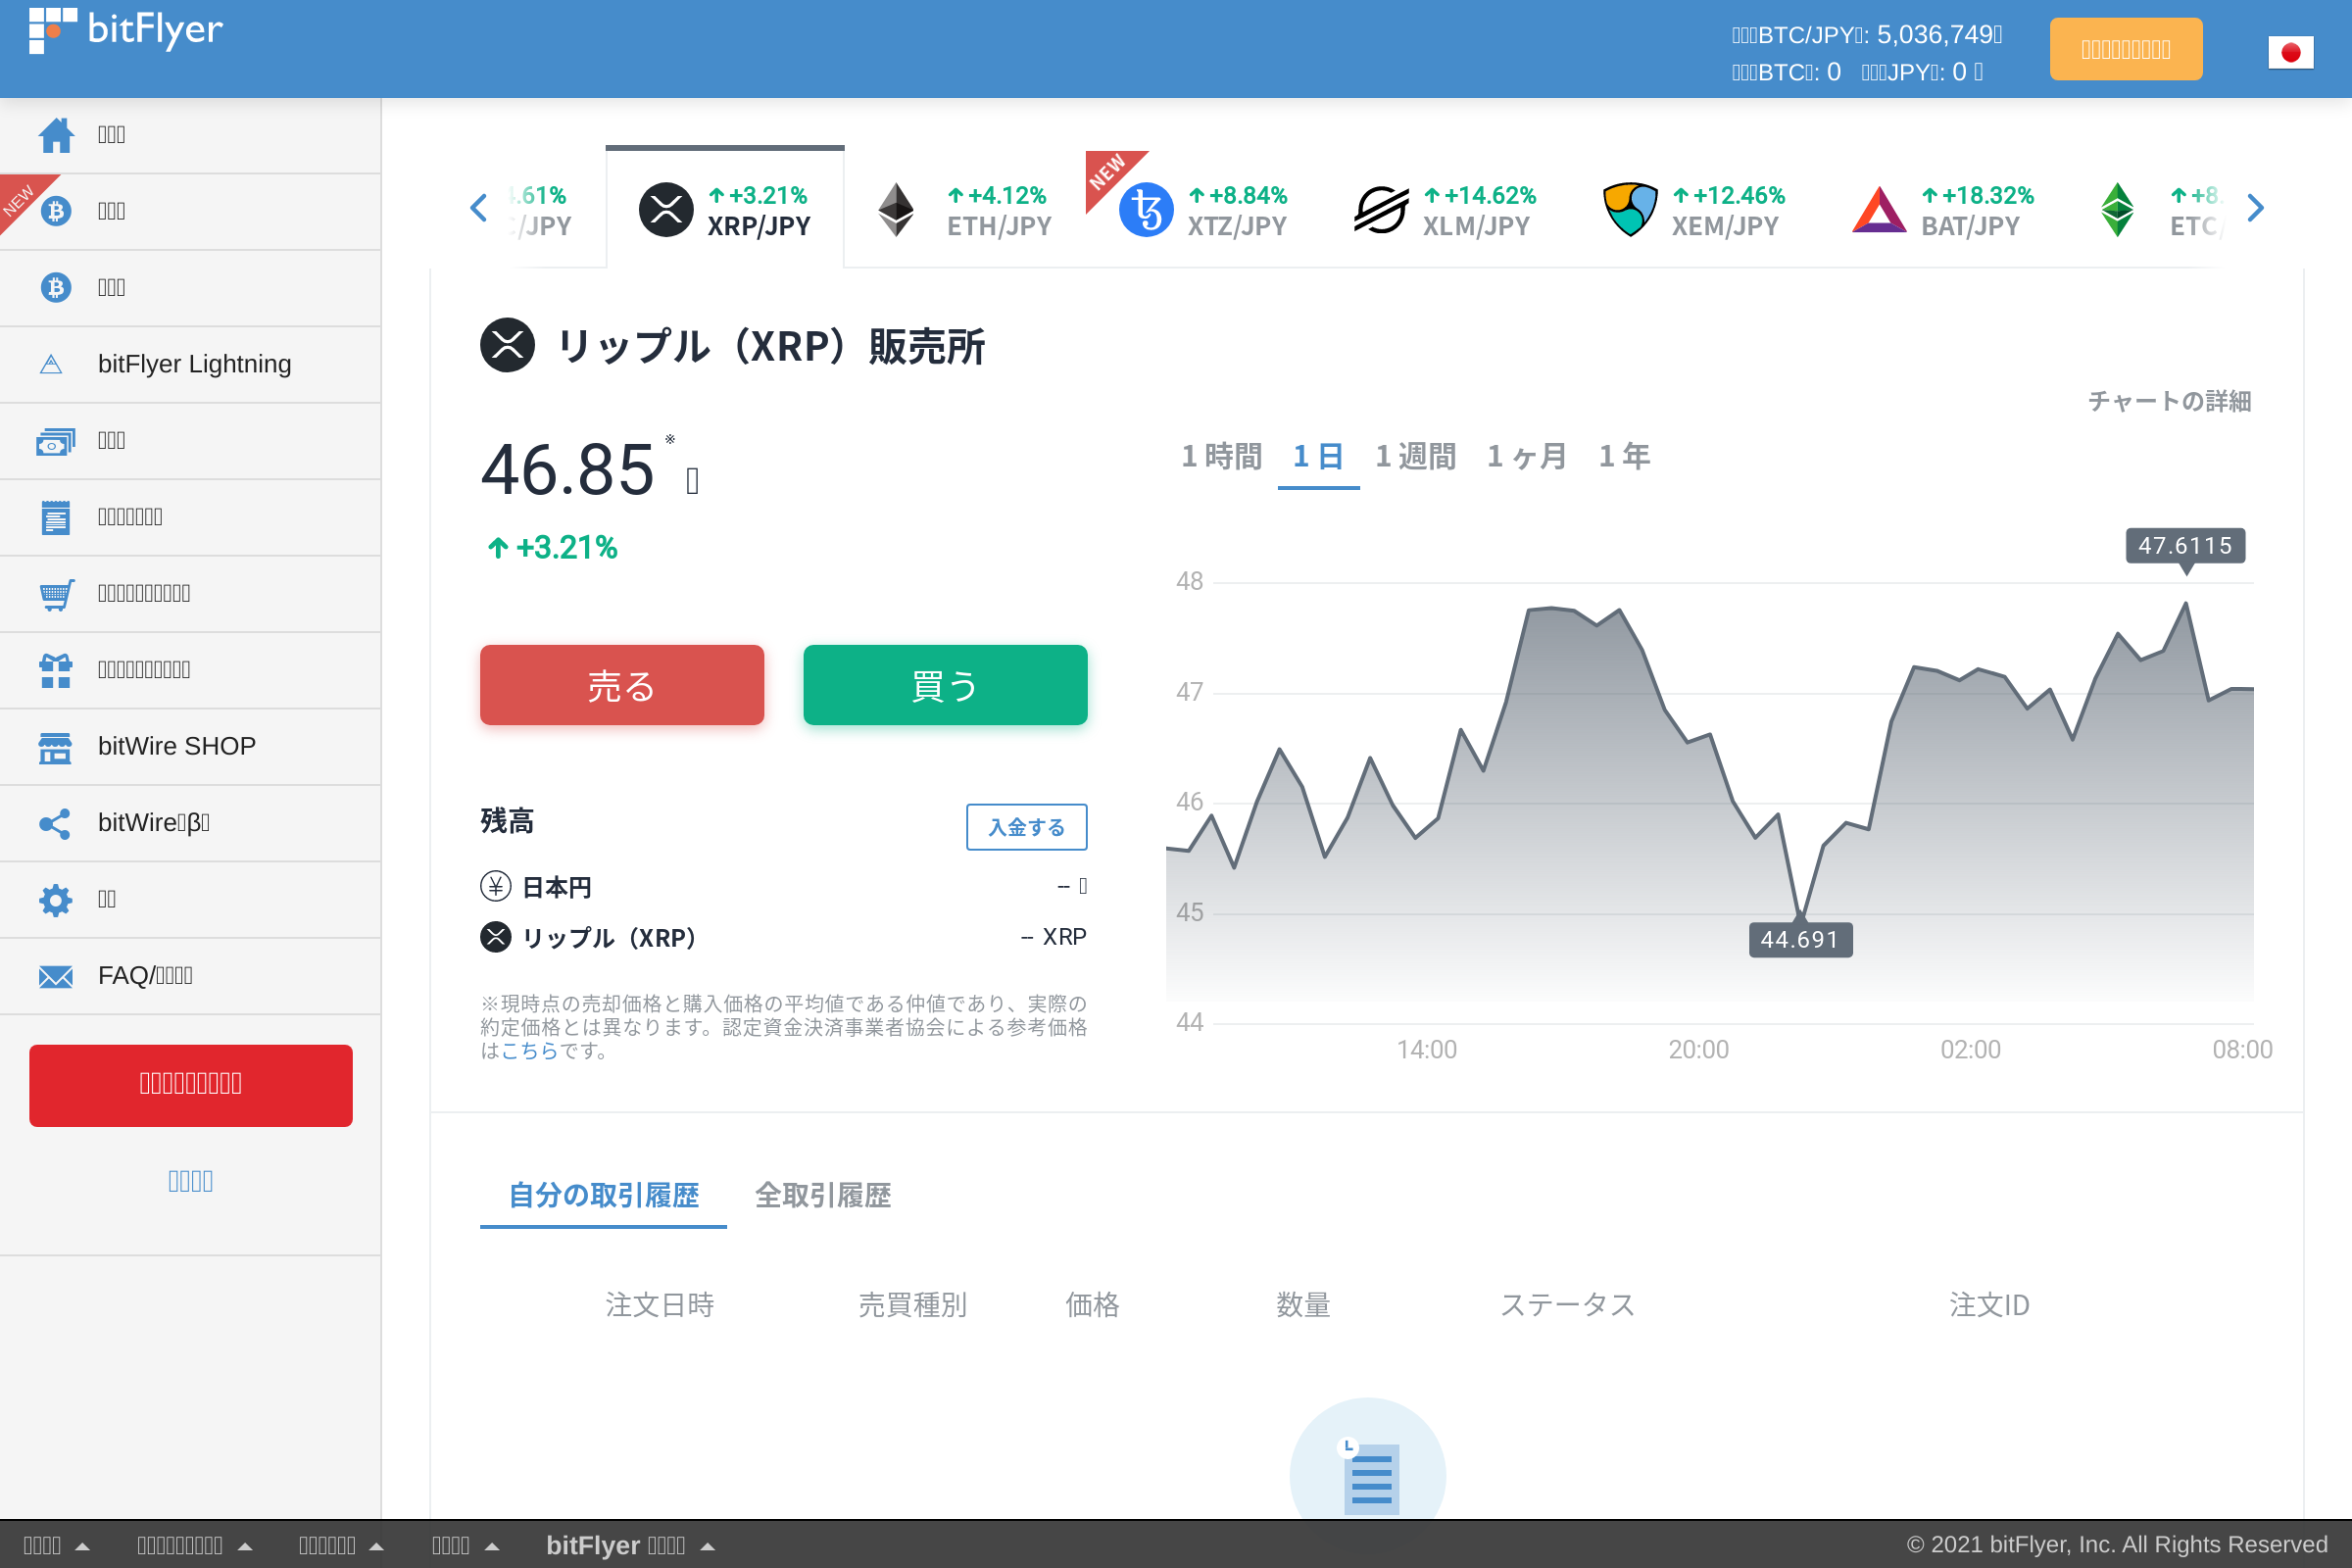 bitFlyer
BTC/JPY : 5,036,749
BTC : 0 JPY : 0
NEW
bitFlyer Lightning
bitWire SHOP
bitWire β
FAQ/
.61% /JPY
+3.21% XRP/JPY
+4.12% ETH/JPY
NEW
+8.84% XTZ/JPY
+14.62% XLM/JPY
+12.46% XEM/JPY
+18.32% BAT/JPY
+8. ETC/
リップル（XRP）販売所
チャートの詳細
46.85 ※
+3.21%
1 時間 1 日 1 週間 1 ヶ月 1 年
売る 買う
残高 入金する
¥ 日本円 --
リップル（XRP） -- XRP
※現時点の売却価格と購入価格の平均値である仲値であり、実際の
約定価格とは異なります。認定資金決済事業者協会による参考価格
はこちらです。
47.6115
48
47
46
45
44.691
44
14:00 20:00 02:00 08:00
自分の取引履歴 全取引履歴
注文日時 売買種別 価格 数量 ステータス 注文ID
bitFlyer
© 2021 bitFlyer, Inc. All Rights Reserved